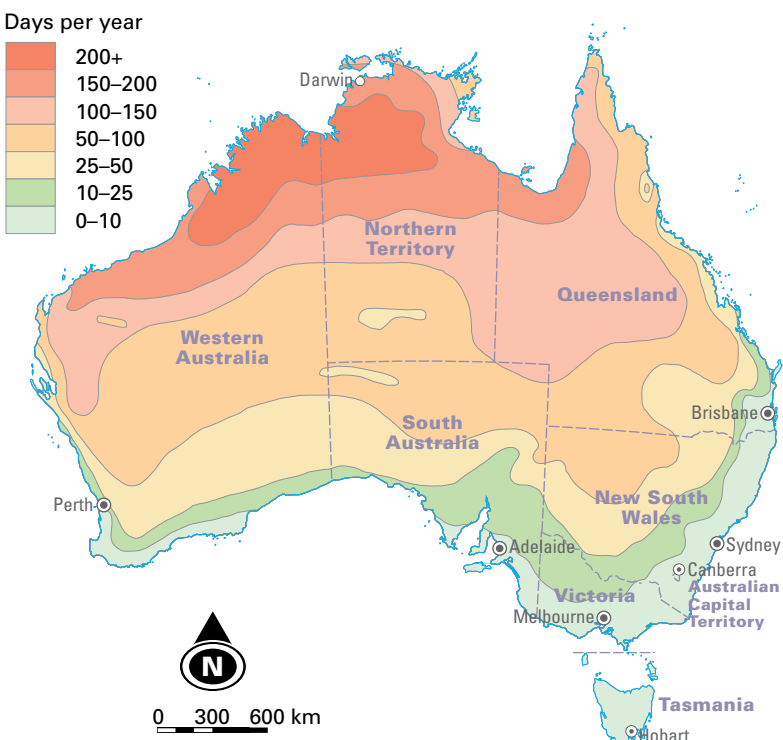 Days per year
200+
150–200
100–150
50–100
25–50
10–25
0–10
Darwin
Northern
Territory
Queensland
Western
Australia
South
Australia
Brisbane
New South
Wales
Perth
Adelaide
Sydney
Canberra
Australian
Capital
Territory
Victoria
Melbourne
Tasmania
Hobart
N
0 300 600 km